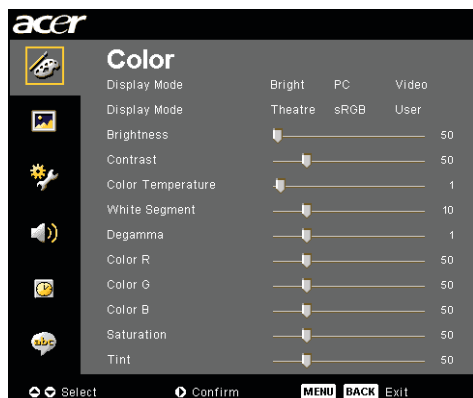 acer
Color
Display Mode Bright PC Video
Display Mode Theatre sRGB User
Brightness 50
Contrast 50
Color Temperature 1
White Segment 10
Degamma 1
Color R 50
Color G 50
Color B 50
Saturation 50
Tint 50
abc
Select Confirm MENU BACK Exit